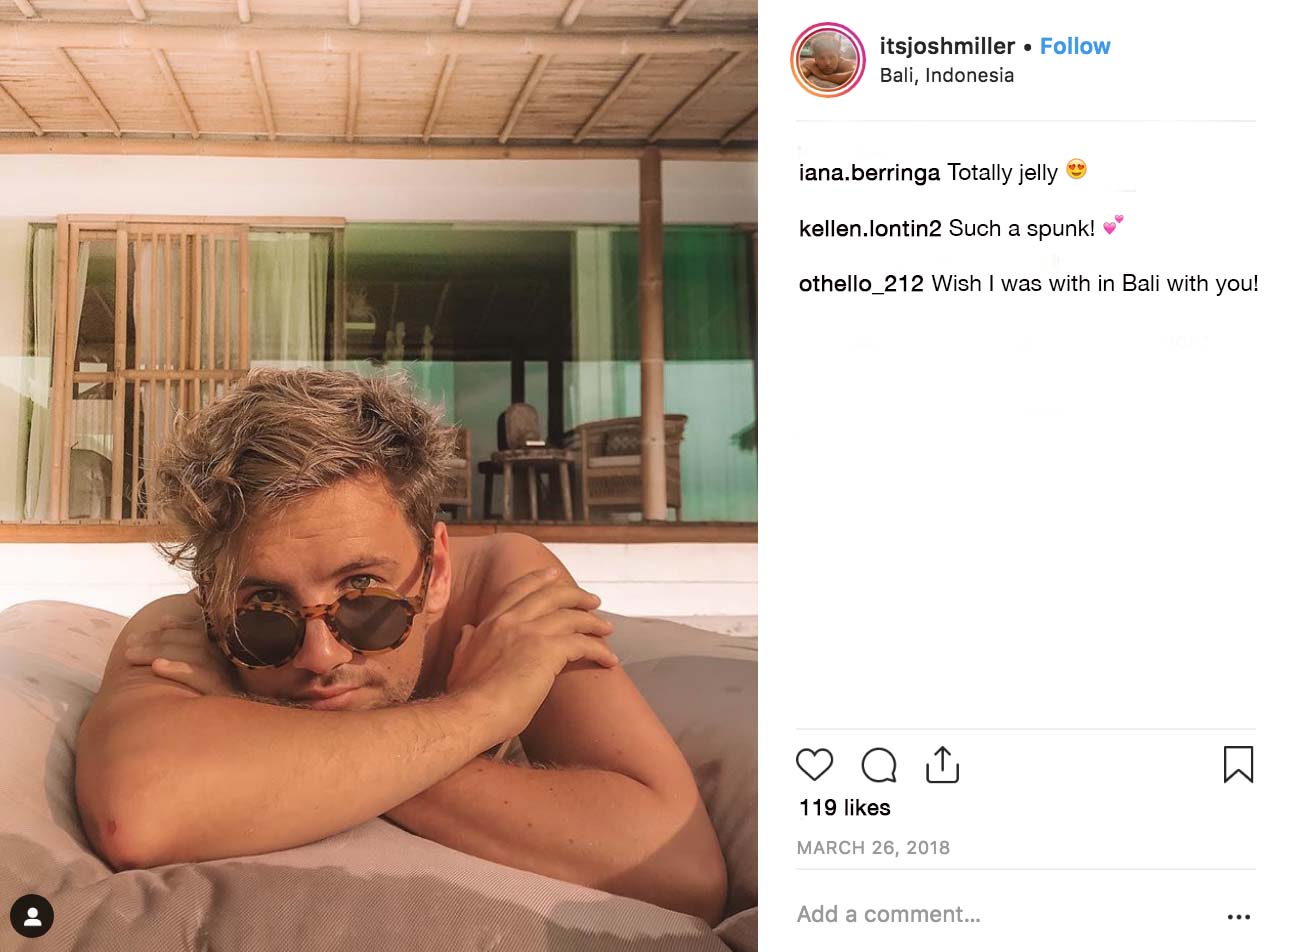 itsjoshmiller • Follow
Bali, Indonesia
iana.berringa Totally jelly 😍
kellen.lontin2 Such a spunk! 💕
othello_212 Wish I was with in Bali with you!
119 likes
MARCH 26, 2018
Add a comment...